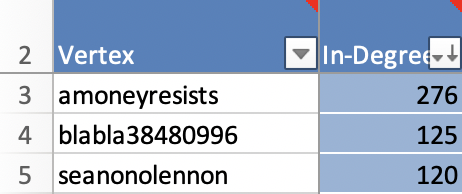 2 Vertex In-Degree
3 amoneyresists 276
4 blabla38480996 125
5 seanonolennon 120